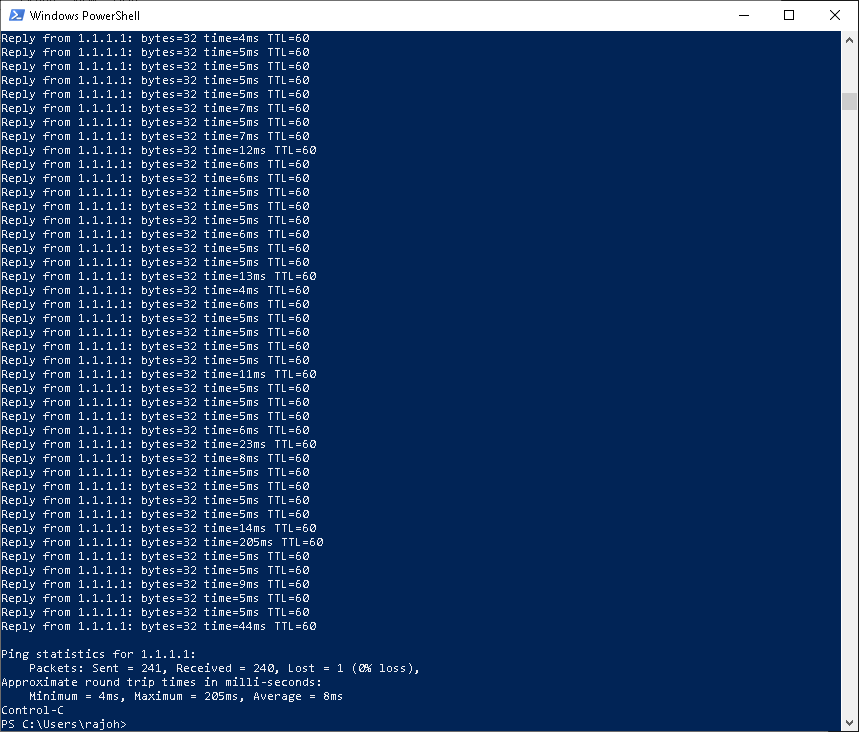 Windows PowerShell
Reply from 1.1.1.1: bytes=32 time=4ms TTL=60
Reply from 1.1.1.1: bytes=32 time=5ms TTL=60
Reply from 1.1.1.1: bytes=32 time=5ms TTL=60
Reply from 1.1.1.1: bytes=32 time=5ms TTL=60
Reply from 1.1.1.1: bytes=32 time=5ms TTL=60
Reply from 1.1.1.1: bytes=32 time=7ms TTL=60
Reply from 1.1.1.1: bytes=32 time=5ms TTL=60
Reply from 1.1.1.1: bytes=32 time=7ms TTL=60
Reply from 1.1.1.1: bytes=32 time=12ms TTL=60
Reply from 1.1.1.1: bytes=32 time=6ms TTL=60
Reply from 1.1.1.1: bytes=32 time=6ms TTL=60
Reply from 1.1.1.1: bytes=32 time=5ms TTL=60
Reply from 1.1.1.1: bytes=32 time=5ms TTL=60
Reply from 1.1.1.1: bytes=32 time=6ms TTL=60
Reply from 1.1.1.1: bytes=32 time=6ms TTL=60
Reply from 1.1.1.1: bytes=32 time=5ms TTL=60
Reply from 1.1.1.1: bytes=32 time=5ms TTL=60
Reply from 1.1.1.1: bytes=32 time=13ms TTL=60
Reply from 1.1.1.1: bytes=32 time=4ms TTL=60
Reply from 1.1.1.1: bytes=32 time=6ms TTL=60
Reply from 1.1.1.1: bytes=32 time=5ms TTL=60
Reply from 1.1.1.1: bytes=32 time=5ms TTL=60
Reply from 1.1.1.1: bytes=32 time=5ms TTL=60
Reply from 1.1.1.1: bytes=32 time=5ms TTL=60
Reply from 1.1.1.1: bytes=32 time=11ms TTL=60
Reply from 1.1.1.1: bytes=32 time=5ms TTL=60
Reply from 1.1.1.1: bytes=32 time=5ms TTL=60
Reply from 1.1.1.1: bytes=32 time=5ms TTL=60
Reply from 1.1.1.1: bytes=32 time=6ms TTL=60
Reply from 1.1.1.1: bytes=32 time=23ms TTL=60
Reply from 1.1.1.1: bytes=32 time=8ms TTL=60
Reply from 1.1.1.1: bytes=32 time=5ms TTL=60
Reply from 1.1.1.1: bytes=32 time=5ms TTL=60
Reply from 1.1.1.1: bytes=32 time=5ms TTL=60
Reply from 1.1.1.1: bytes=32 time=5ms TTL=60
Reply from 1.1.1.1: bytes=32 time=14ms TTL=60
Reply from 1.1.1.1: bytes=32 time=205ms TTL=60
Reply from 1.1.1.1: bytes=32 time=5ms TTL=60
Reply from 1.1.1.1: bytes=32 time=5ms TTL=60
Reply from 1.1.1.1: bytes=32 time=9ms TTL=60
Reply from 1.1.1.1: bytes=32 time=5ms TTL=60
Reply from 1.1.1.1: bytes=32 time=5ms TTL=60
Reply from 1.1.1.1: bytes=32 time=44ms TTL=60
Ping statistics for 1.1.1.1:
Packets: Sent = 241, Received = 240, Lost = 1 (0% loss),
Approximate round trip times in milli-seconds:
Minimum = 4ms, Maximum = 205ms, Average = 8ms
Control-C
PS C:\Users\rajoh>